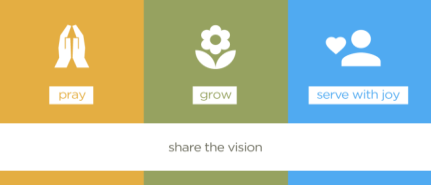 pray
grow
serve with joy
share the vision